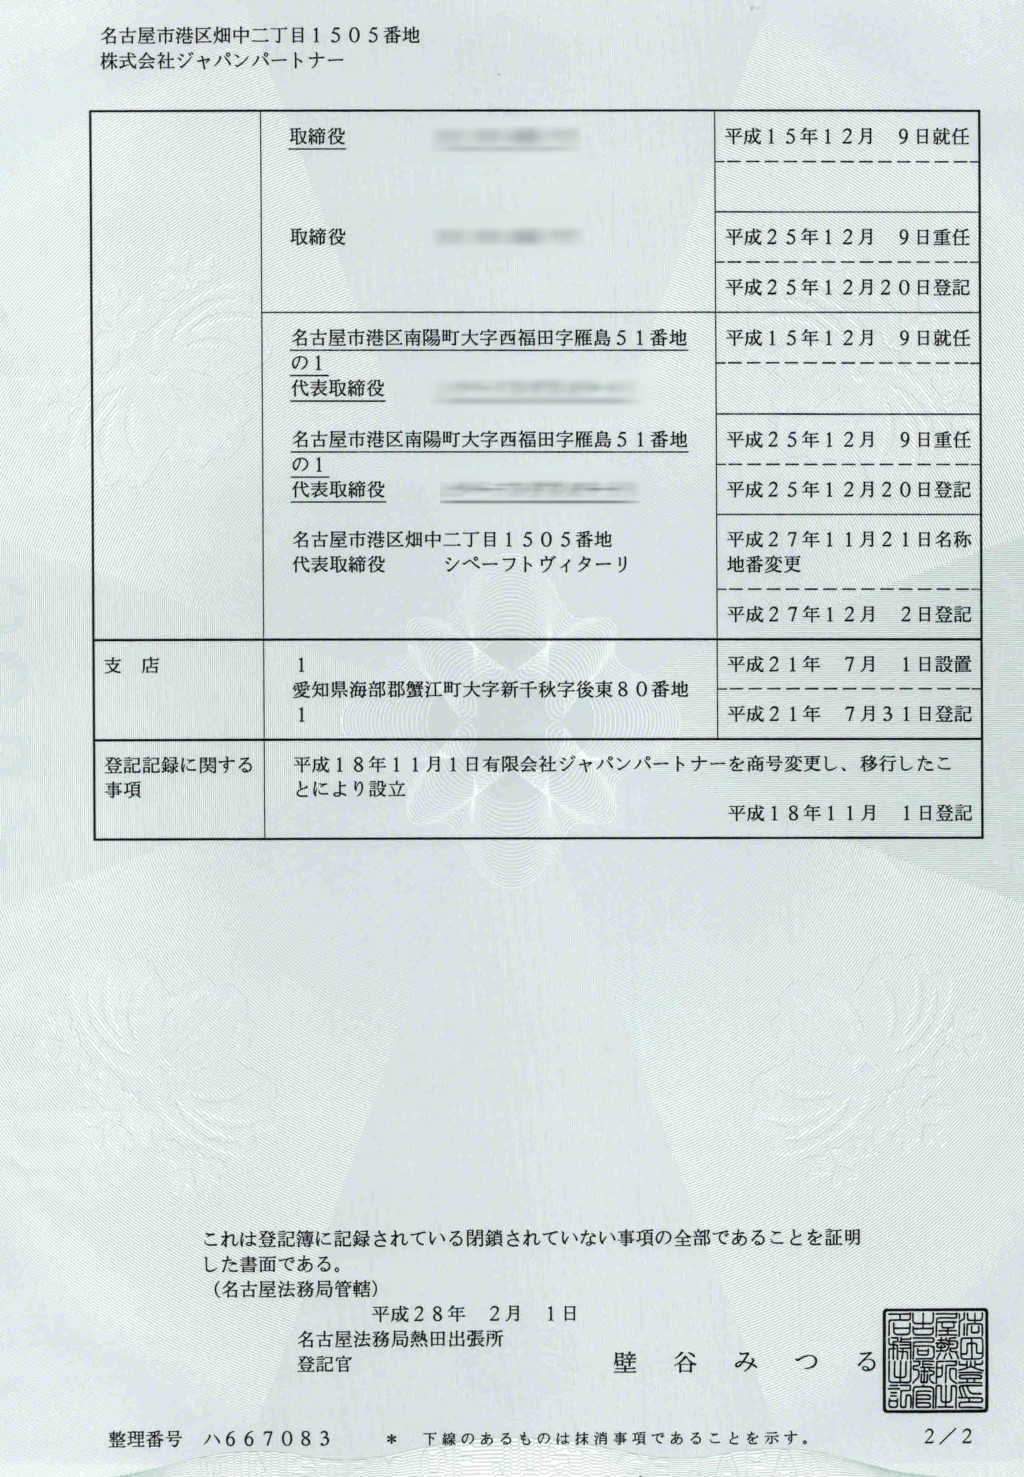 名古屋市港区畑中二丁目１５０５番地
株式会社ジャパンパートナー
取締役
平成１５年１２月　９日就任
取締役
平成２５年１２月　９日重任
平成２５年１２月２０日登記
名古屋市港区南陽町大字西福田字雁島５１番地
の１
代表取締役
平成１５年１２月　９日就任
名古屋市港区南陽町大字西福田字雁島５１番地
の１
代表取締役
平成２５年１２月　９日重任
平成２５年１２月２０日登記
名古屋市港区畑中二丁目１５０５番地
代表取締役　　　シペーフトヴィターリ
平成２７年１１月２１日名称
地番変更
平成２７年１２月　２日登記
支　店
１
愛知県海部郡蟹江町大字新千秋字後東８０番地
１
平成２１年　７月　１日設置
平成２１年　７月３１日登記
登記記録に関する
事項
平成１８年１１月１日有限会社ジャパンパートナーを商号変更し、移行したこ
とにより設立
平成１８年１１月　１日登記
これは登記簿に記録されている閉鎖されていない事項の全部であることを証明
した書面である。
（名古屋法務局管轄）
平成２８年　２月　１日
名古屋法務局熱田出張所
登記官　　　壁　谷　み　つ　る
整理番号　ハ６６７０８３　　＊　下線のあるものは抹消事項であることを示す。　　２／２